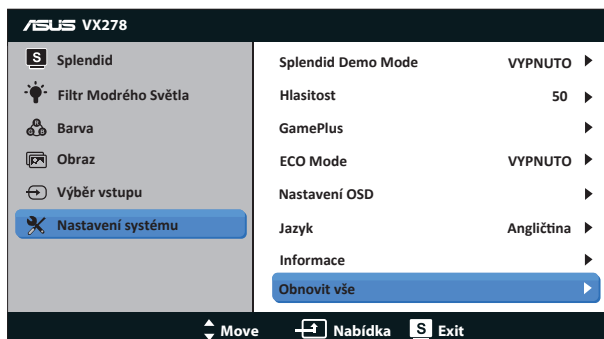 ASUS VX278
S Splendid
Filtr Modrého Světla
Barva
Obraz
Výběr vstupu
Nastavení systému
Splendid Demo Mode VYPNUTO
Hlasitost 50
GamePlus
ECO Mode VYPNUTO
Nastavení OSD
Jazyk Angličtina
Informace
Obnovit vše
Move Nabídka S Exit